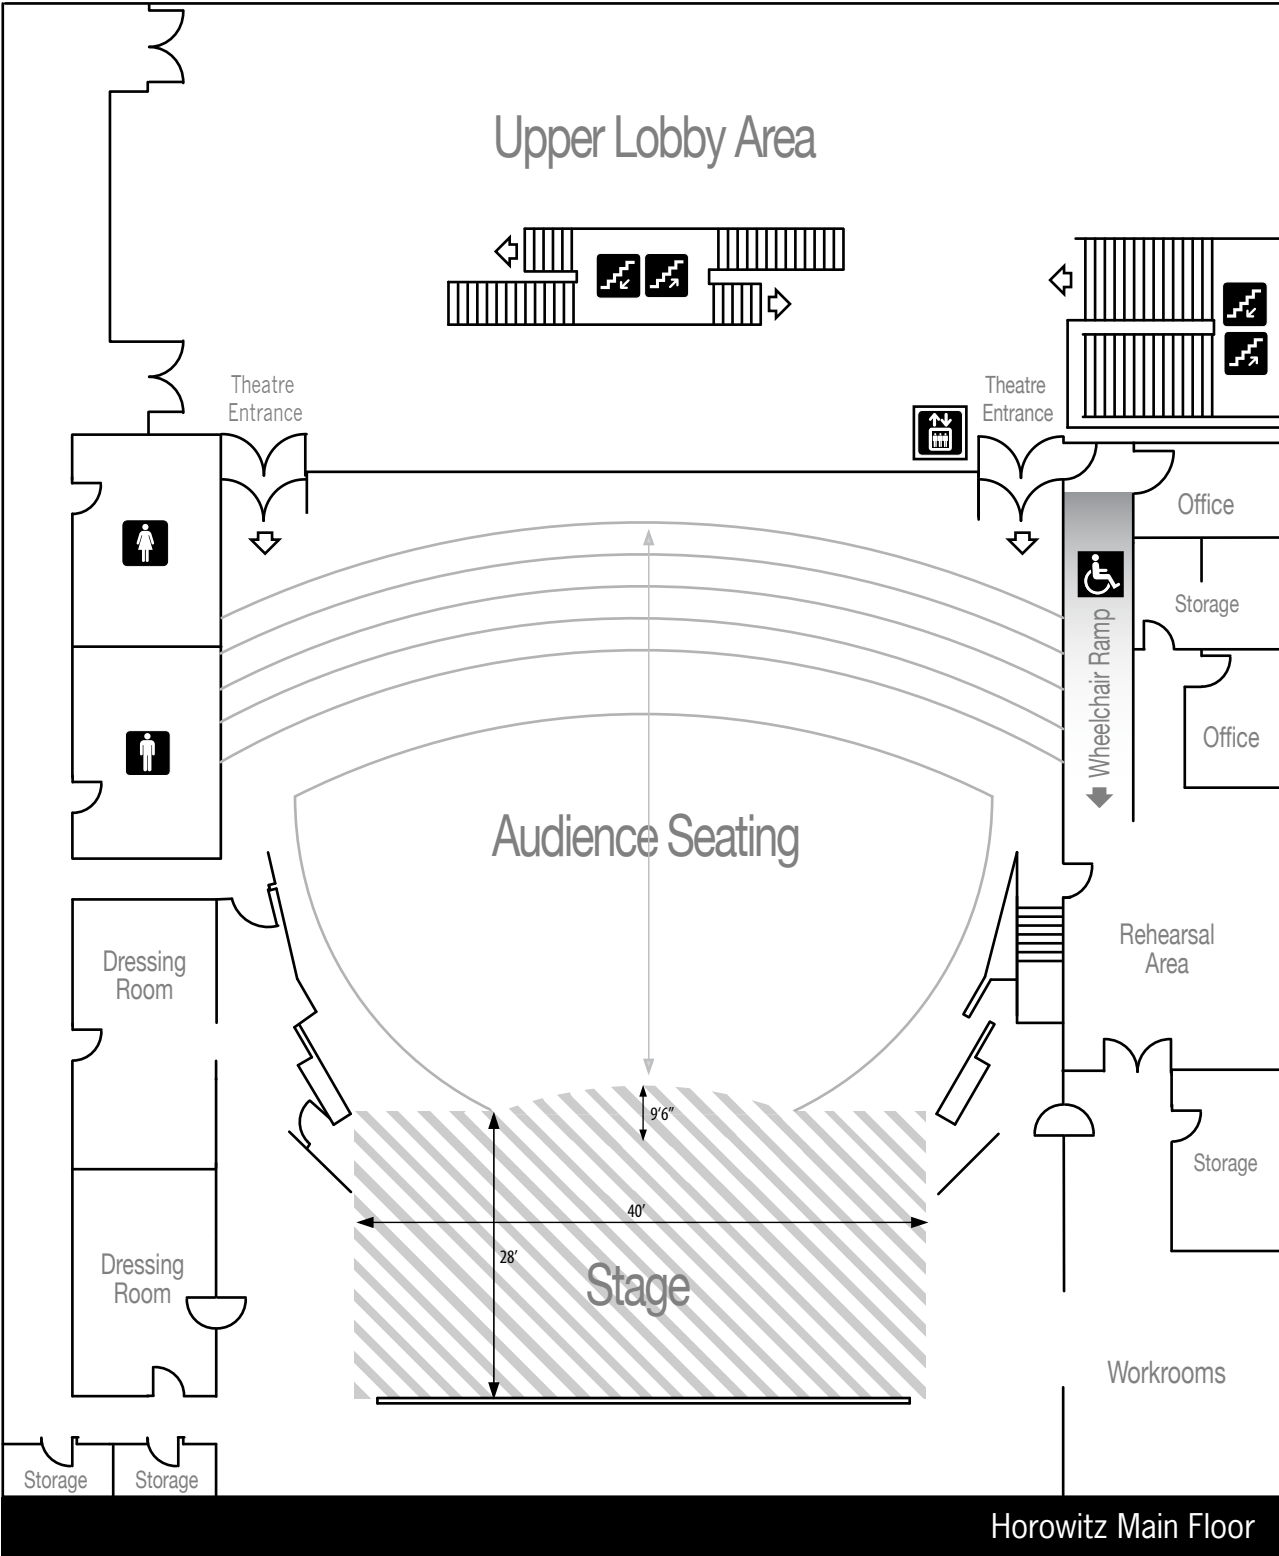 Upper Lobby Area
Theatre
Entrance
Theatre
Entrance
Office
Storage
Wheelchair Ramp
Office
Audience Seating
Rehearsal
Area
Dressing
Room
9'6"
Storage
40'
28'
Stage
Dressing
Room
Workrooms
Storage
Storage
Horowitz Main Floor